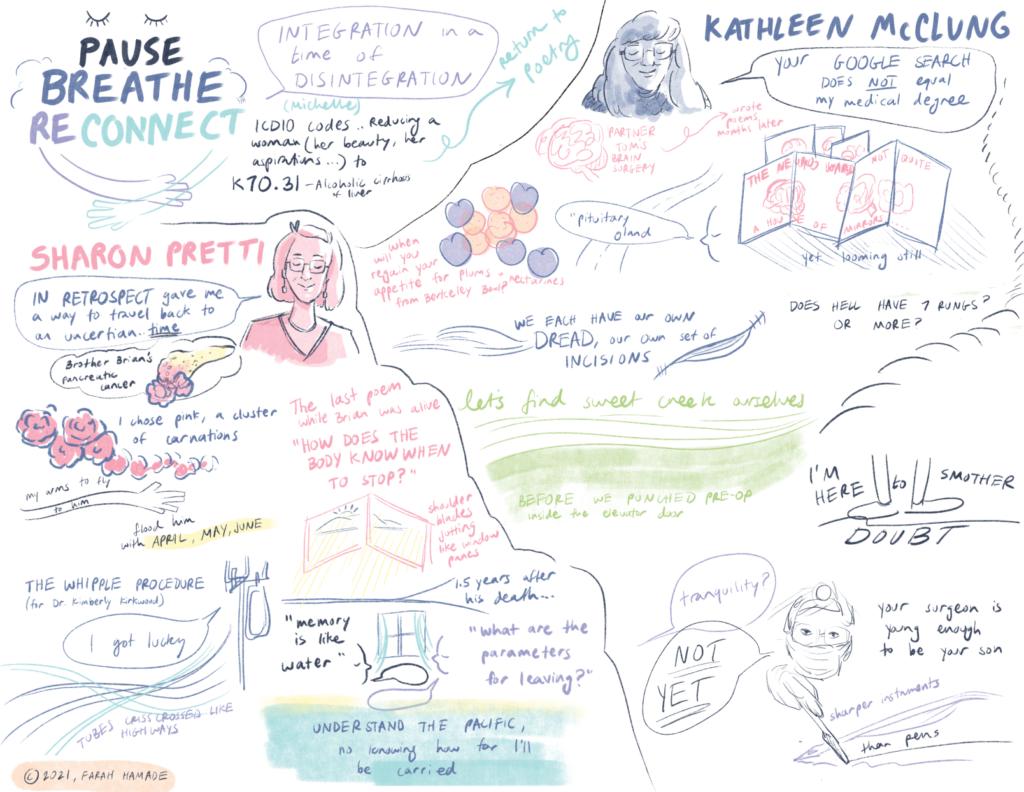 PAUSE
BREATHE
RECONNECT
INTEGRATION in a
time of
DISINTEGRATION
(michelle)
ICD10 codes.. Reducing a
woman (her beauty, her
aspirations...) to
K70.31 - Alcoholic cirrhosis
of liver
return to
poetry
KATHLEEN McCLUNG
your GOOGLE SEARCH
DOES NOT equal
my medical degree
PARTNER
TOM'S
BRAIN
SURGERY
wrote
poems
months later
THE NEURO WARD
NOT QUITE
A HOUSE OF MIRRORS...
yet looming still
"pituitary
gland
when
will you
regain your
appetite for plums nectarines
from Berkeley Bowl"
WE EACH HAVE OUR OWN
DREAD, our own set of
INCISIONS
DOES HELL HAVE 7 RUNGS?
OR MORE?
let's find sweet creek ourselves
BEFORE WE PUNCHED PRE-OP
inside the elevator door
I'M
HERE to SMOTHER
DOUBT
tranquility?
NOT
YET
your surgeon is
young enough
to be your son
sharper instruments
than pens
SHARON PRETTI
IN RETROSPECT gave me
a way to travel back to
an uncertian.. time
Brother Brian's
pancreatic
cancer
I chose pink, a cluster
of carnations
my arms to fly
to him
flood him
with APRIL, MAY, JUNE
The last poem
while Brian was alive
"HOW DOES THE
BODY KNOW WHEN
TO STOP?"
shoulder
blades
jutting
like window
panes
THE WHIPPLE PROCEDURE
(for Dr. Kimberly Kirkwood)
I got lucky
TUBES CRISSCROSSED LIKE
HIGHWAYS
1.5 years after
his death...
"memory
is like
water"
"what are the
parameters
for leaving?"
UNDERSTAND THE PACIFIC,
no knowing how far I'll
be carried
© 2021, FARAH HAMADE